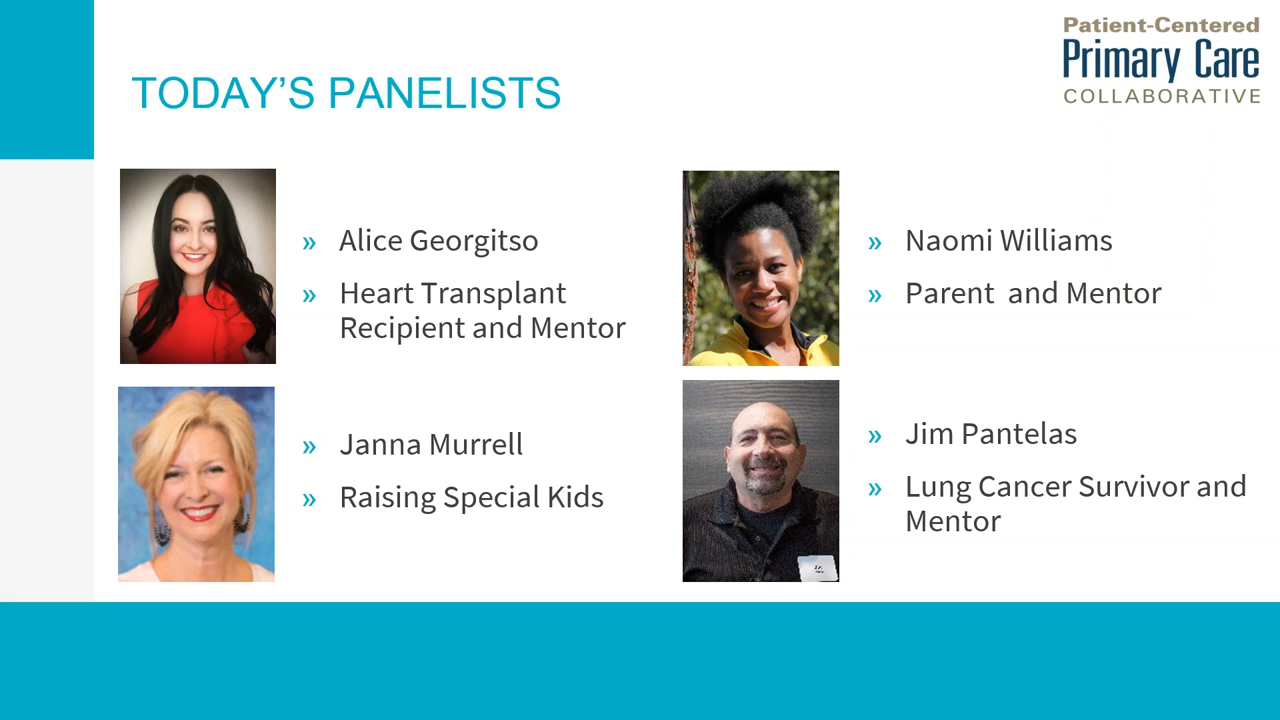 Patient-Centered
Primary Care
COLLABORATIVE
TODAY’S PANELISTS
» Alice Georgitso
» Heart Transplant
Recipient and Mentor
» Naomi Williams
» Parent  and Mentor
» Janna Murrell
» Raising Special Kids
» Jim Pantelas
» Lung Cancer Survivor and
Mentor